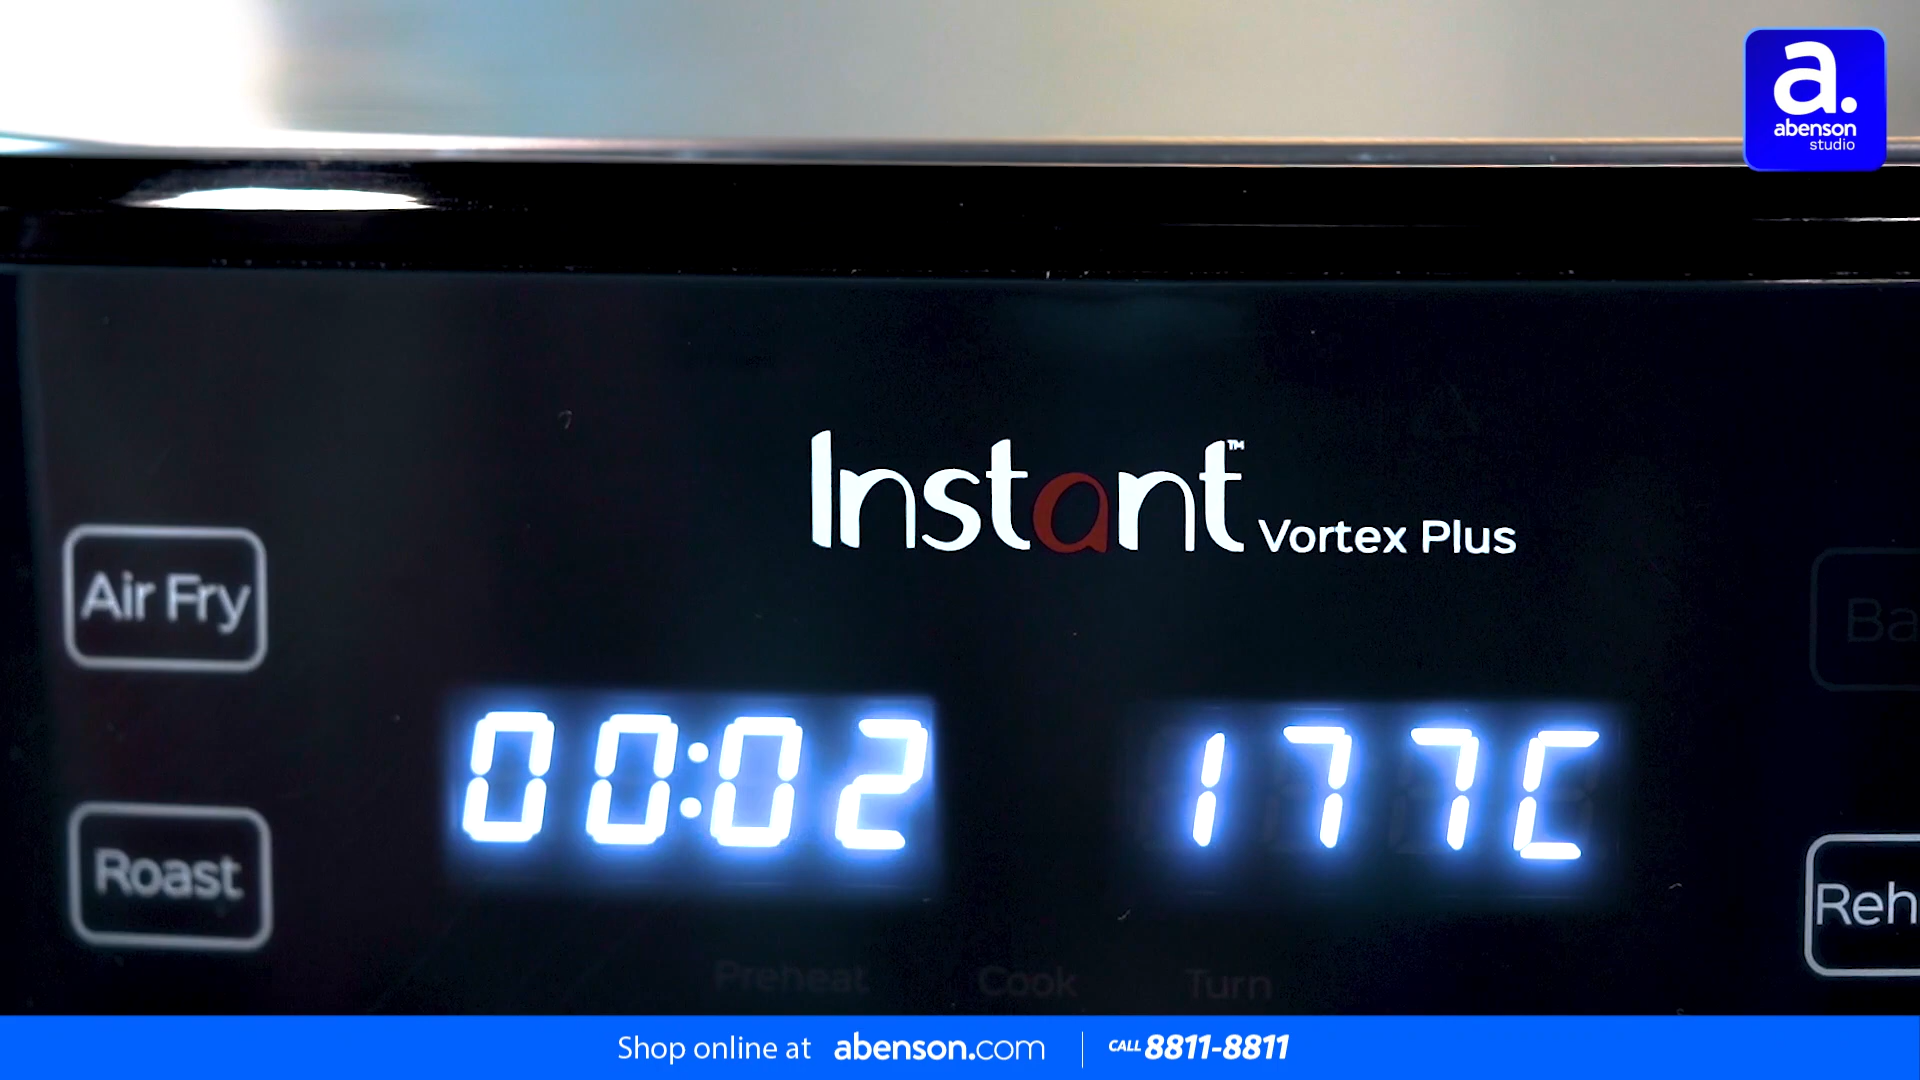 a.
abenson
studio
Instant™ Vortex Plus
Air Fry
Ba
00:02 177C
Roast
Reh
Preheat Cook Turn
Shop online at abenson.com | CALL 8811-8811